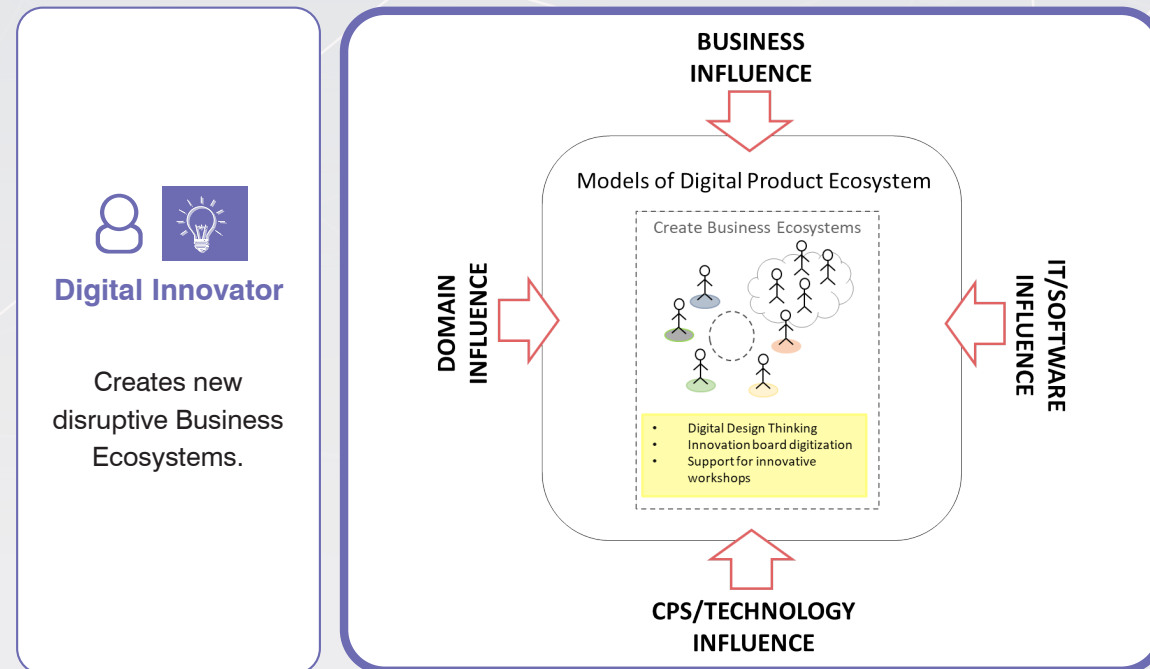 Digital Innovator
Creates new
disruptive Business
Ecosystems.
BUSINESS
INFLUENCE
Models of Digital Product Ecosystem
Create Business Ecosystems
DOMAIN
INFLUENCE
IT/SOFTWARE
INFLUENCE
• Digital Design Thinking
• Innovation board digitization
• Support for innovative
workshops
CPS/TECHNOLOGY
INFLUENCE